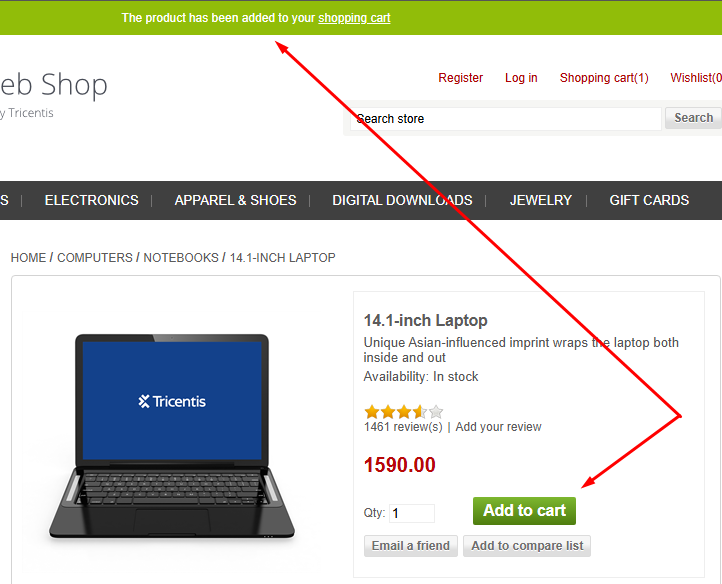 The product has been added to your shopping cart
eb Shop
y Tricentis
Register Log in Shopping cart(1) Wishlist(0
Search store Search
S ELECTRONICS APPAREL & SHOES DIGITAL DOWNLOADS JEWELRY GIFT CARDS
HOME / COMPUTERS / NOTEBOOKS / 14.1-INCH LAPTOP
14.1-inch Laptop
Unique Asian-influenced imprint wraps the laptop both
inside and out
Availability: In stock
Tricentis
1461 review(s) | Add your review
1590.00
Qty: 1 Add to cart
Email a friend Add to compare list